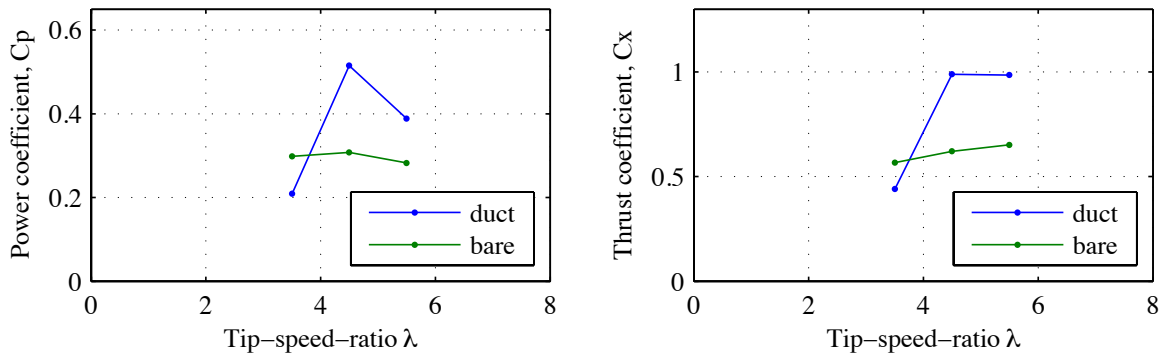 Power coefficient, Cp
0.6
0.4
0.2
0
0
2
4
6
8
Tip−speed−ratio λ
duct
bare
Thrust coefficient, Cx
1
0.5
0
0
2
4
6
8
Tip−speed−ratio λ
duct
bare